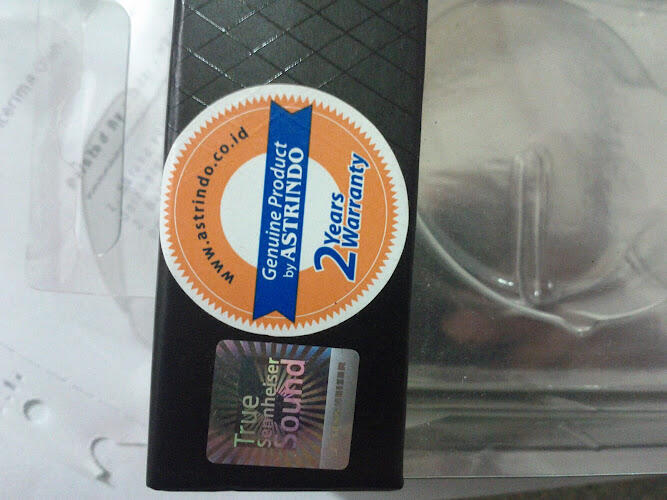 www.astrindo.co.id
Genuine Product
by ASTRINDO
2 Years
Warranty
True
Sennheiser
Sound